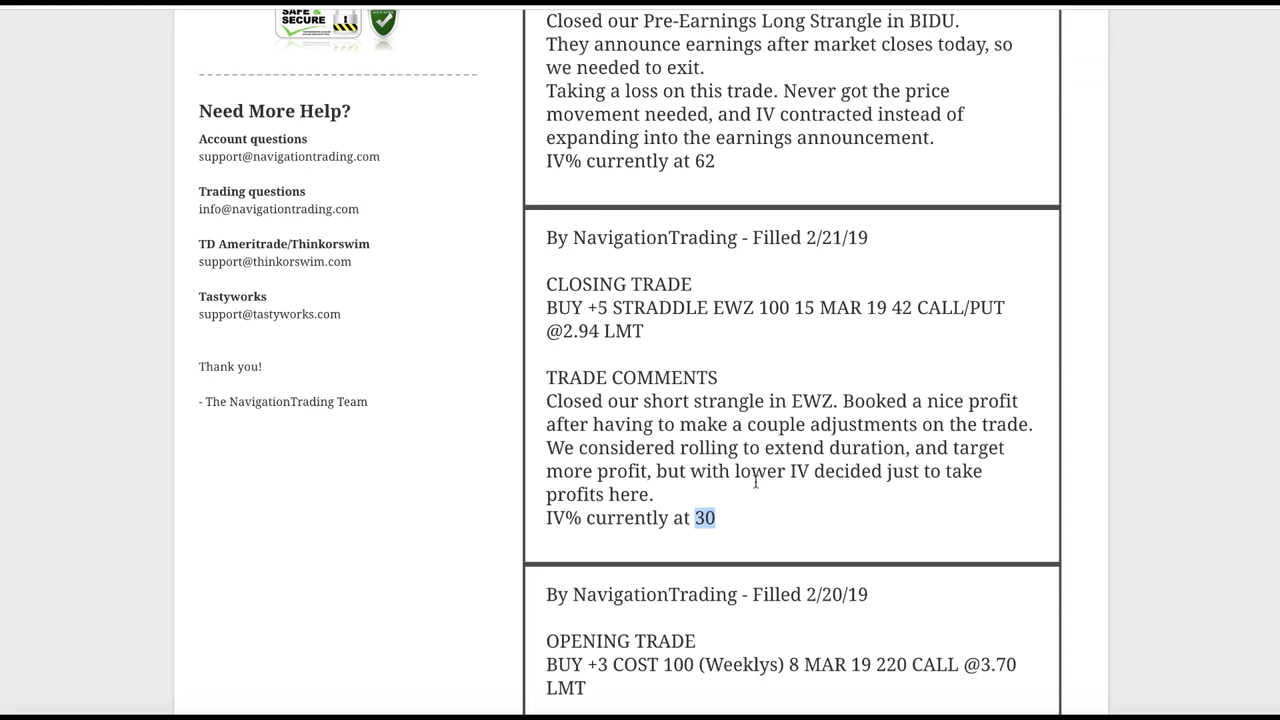 SAFE &
SECURE
Need More Help?
Account questions
support@navigationtrading.com
Trading questions
info@navigationtrading.com
TD Ameritrade/Thinkorswim
support@thinkorswim.com
Tastyworks
support@tastyworks.com
Thank you!
- The NavigationTrading Team
Closed our Pre-Earnings Long Strangle in BIDU.
They announce earnings after market closes today, so
we needed to exit.
Taking a loss on this trade. Never got the price
movement needed, and IV contracted instead of
expanding into the earnings announcement.
IV% currently at 62
By NavigationTrading - Filled 2/21/19
CLOSING TRADE
BUY +5 STRADDLE EWZ 100 15 MAR 19 42 CALL/PUT
@2.94 LMT
TRADE COMMENTS
Closed our short strangle in EWZ. Booked a nice profit
after having to make a couple adjustments on the trade.
We considered rolling to extend duration, and target
more profit, but with lower IV decided just to take
profits here.
IV% currently at 30
By NavigationTrading - Filled 2/20/19
OPENING TRADE
BUY +3 COST 100 (Weeklys) 8 MAR 19 220 CALL @3.70
LMT